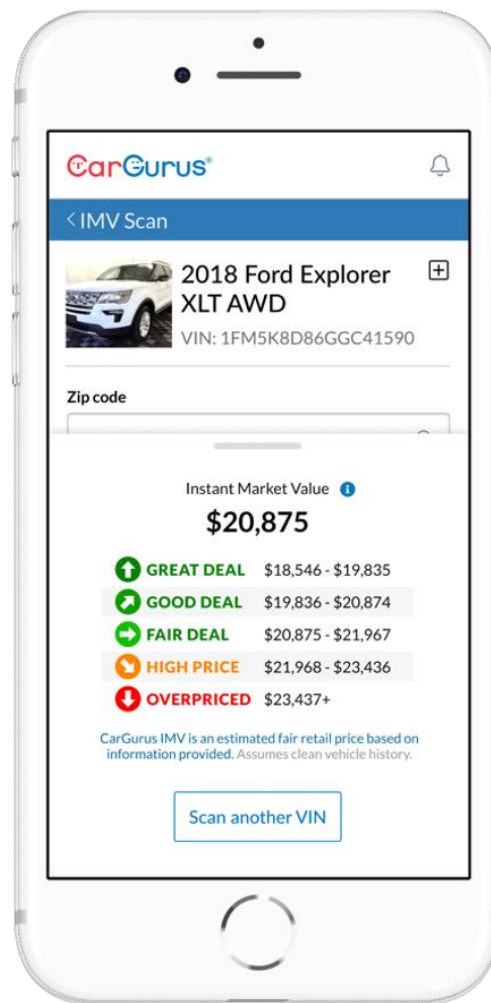 CarGurus®
< IMV Scan
2018 Ford Explorer
XLT AWD
VIN: 1FM5K8D86GGC41590
Zip code
Instant Market Value
$20,875
GREAT DEAL $18,546 - $19,835
GOOD DEAL $19,836 - $20,874
FAIR DEAL $20,875 - $21,967
HIGH PRICE $21,968 - $23,436
OVERPRICED $23,437+
CarGurus IMV is an estimated fair retail price based on
information provided. Assumes clean vehicle history.
Scan another VIN